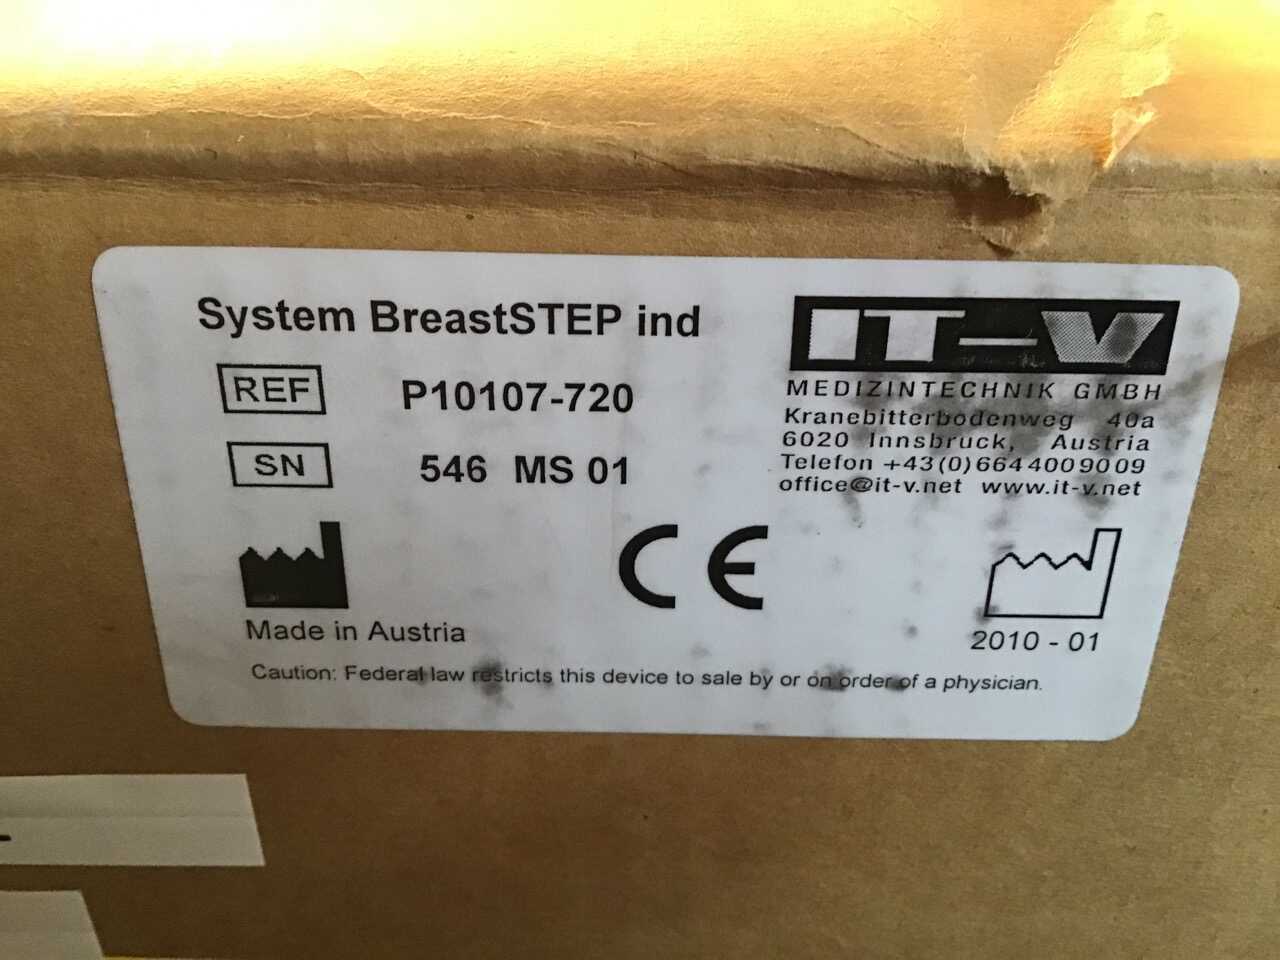 System BreastSTEP ind
REF P10107-720
SN 546 MS 01
Made in Austria
IT-V
MEDIZINTECHNIK GMBH
Kranebitterbodenweg 40a
6020 Innsbruck, Austria
Telefon +43(0)6644009009
office@it-v.net www.it-v.net
CE
2010 - 01
Caution: Federal law restricts this device to sale by or on order of a physician.